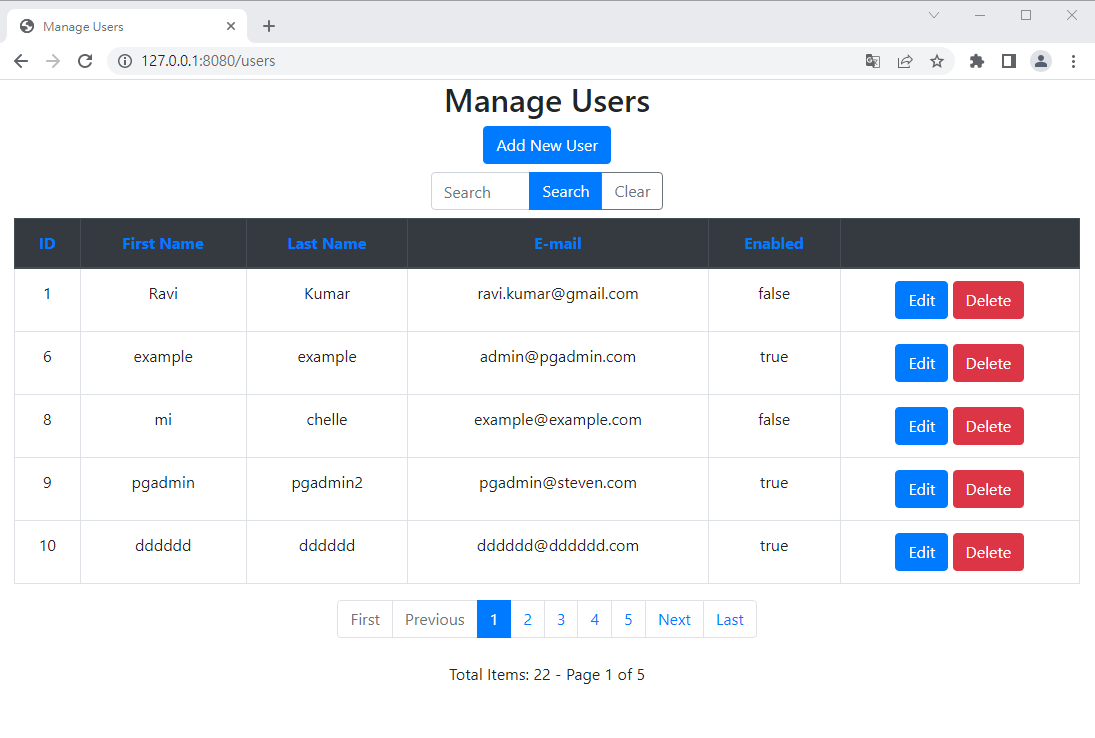 Manage Users
127.0.0.1:8080/users
Manage Users
Add New User
Search Search Clear
ID First Name Last Name E-mail Enabled
1 Ravi Kumar ravi.kumar@gmail.com false Edit Delete
6 example example admin@pgadmin.com true Edit Delete
8 mi chelle example@example.com false Edit Delete
9 pgadmin pgadmin2 pgadmin@steven.com true Edit Delete
10 dddddd dddddd dddddd@dddddd.com true Edit Delete
First Previous 1 2 3 4 5 Next Last
Total Items: 22 - Page 1 of 5